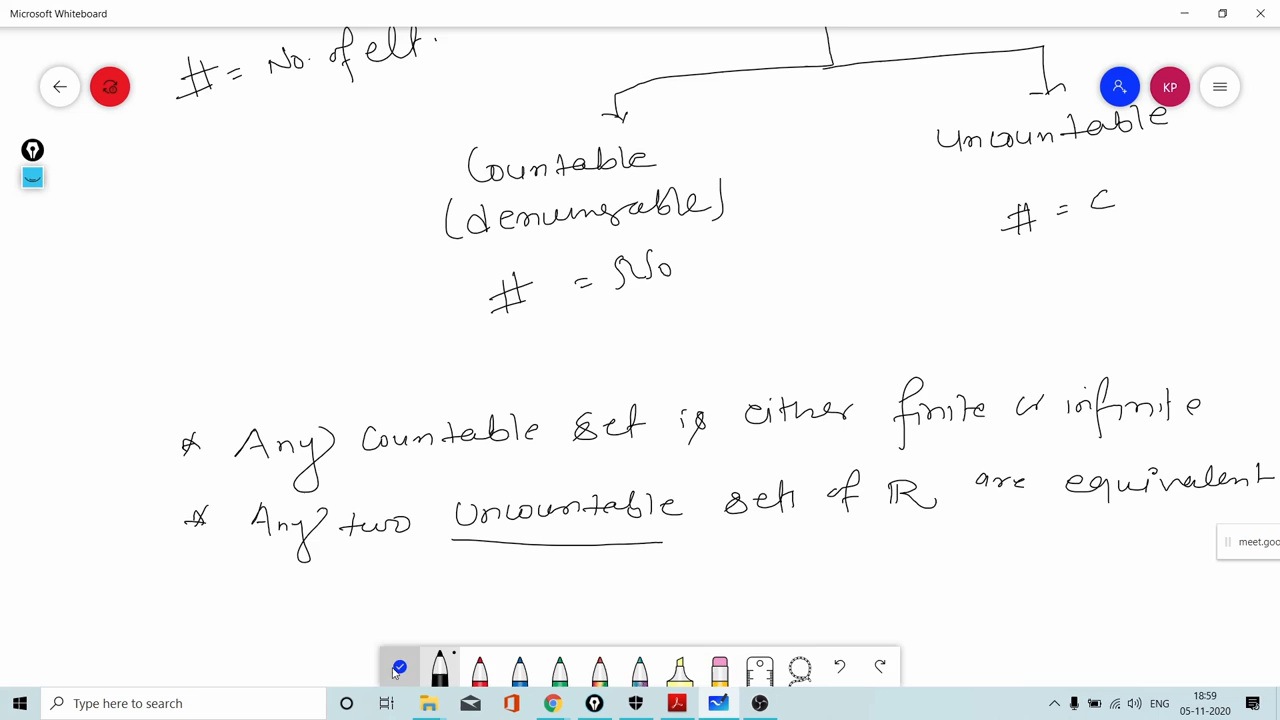 Microsoft Whiteboard
# = No. of elt.
KP
Countable
(denumerable)
# = ℵ0
Uncountable
# = c
* Any countable set is either finite or infinite
* Any two uncountable sets of ℝ are equivalent
meet.goo
Type here to search
ENG
18:59
05-11-2020